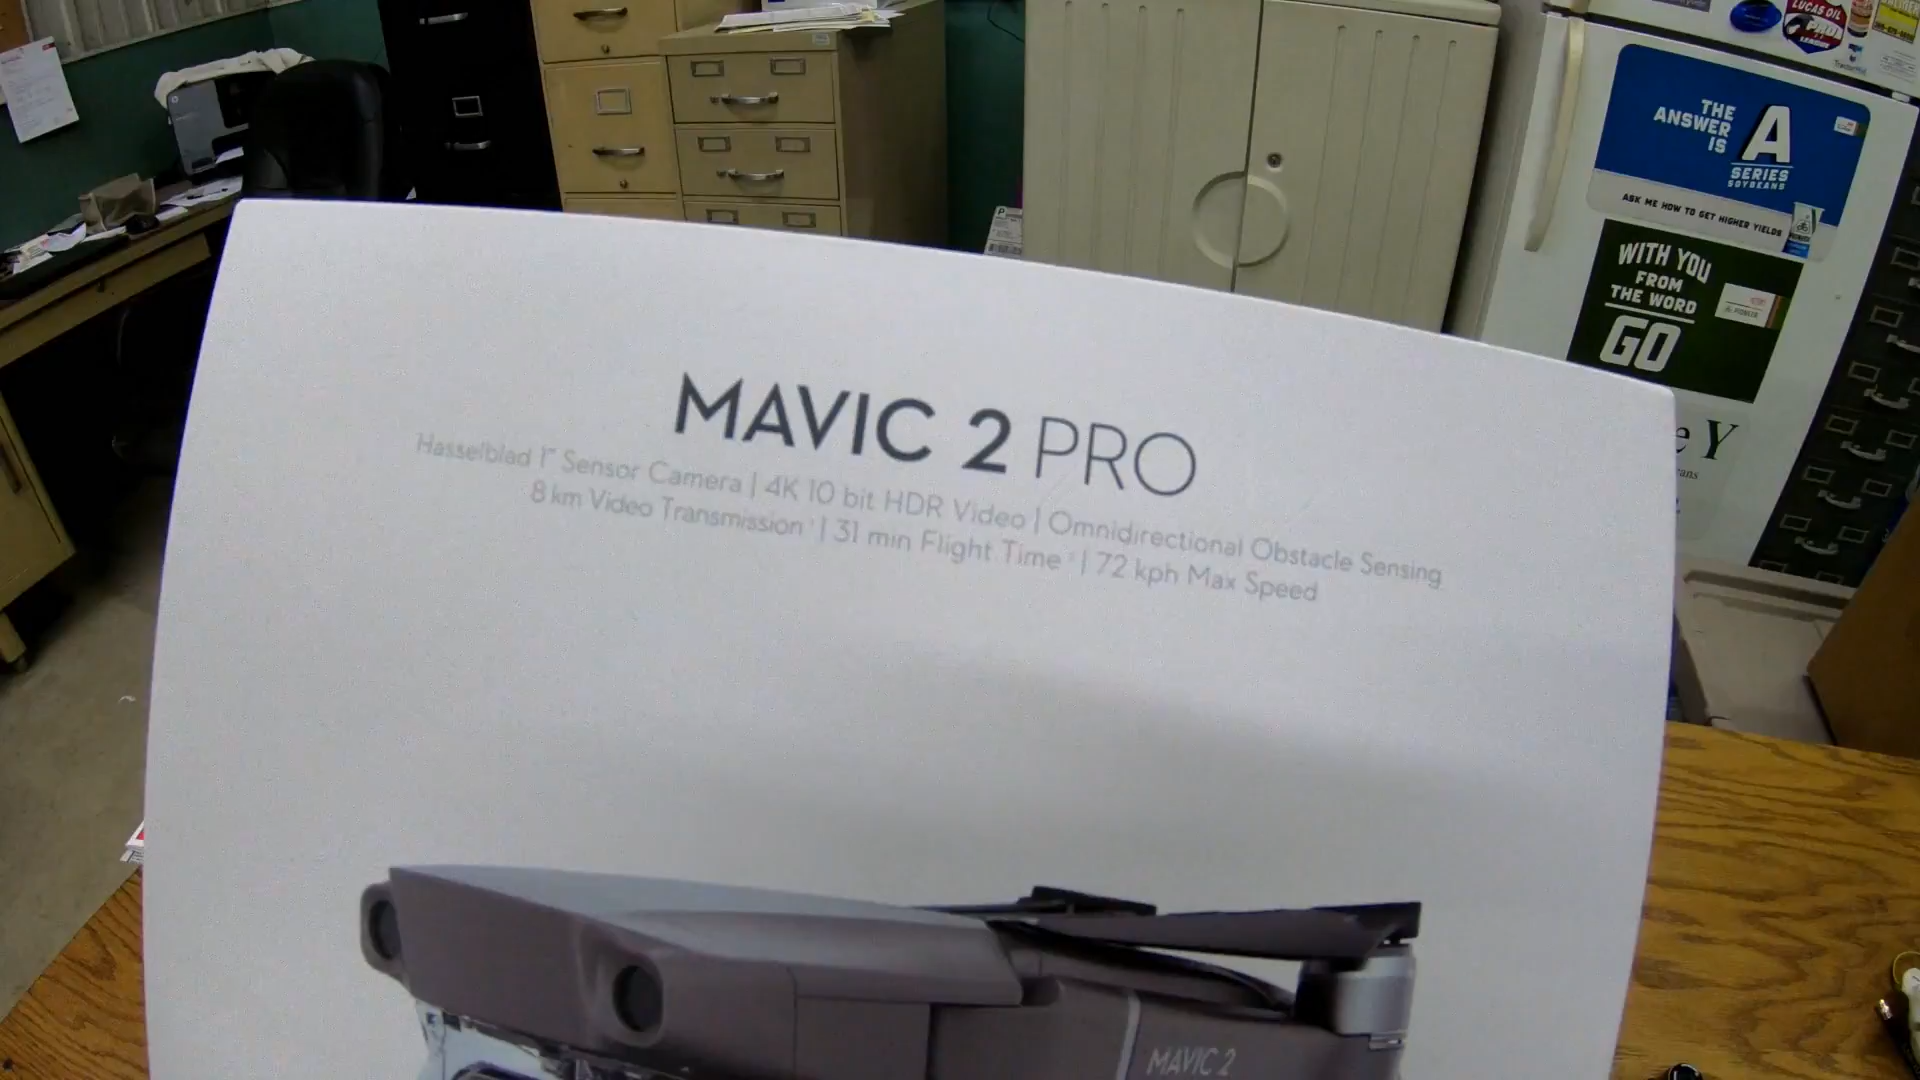 MAVIC 2 PRO
Hasselblad 1" Sensor Camera | 4K 10 bit HDR Video | Omnidirectional Obstacle Sensing
8 km Video Transmission | 31 min Flight Time | 72 kph Max Speed
MAVIC 2
LUCAS OIL
PRO
LEAGUE
THE
ANSWER
IS
A
SERIES
SOYBEANS
ASK ME HOW TO GET HIGHER YIELDS
WITH YOU
FROM
THE WORD
GO
e Y
P